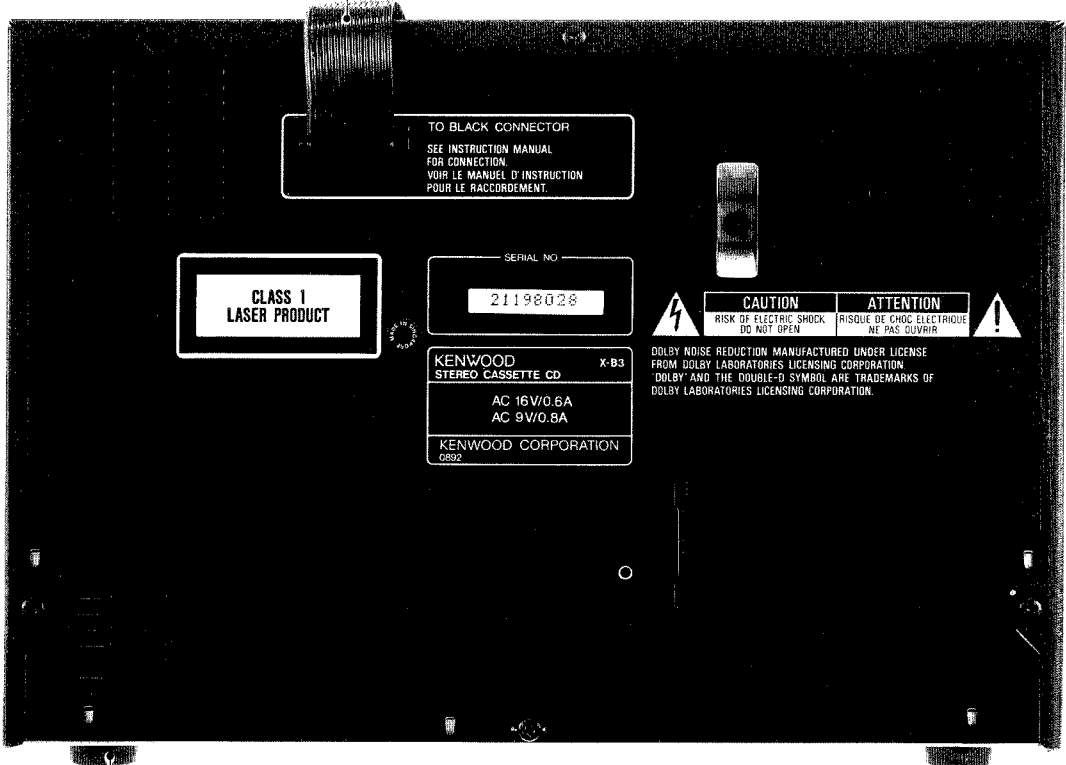 TO BLACK CONNECTOR
SEE INSTRUCTION MANUAL
FOR CONNECTION.
VOIR LE MANUEL D'INSTRUCTION
POUR LE RACCORDEMENT.
CLASS 1
LASER PRODUCT
MADE IN SINGAPORE
SERIAL NO.
21198028
KENWOOD X-B3
STEREO CASSETTE CD
AC 16V/0.6A
AC 9V/0.8A
KENWOOD CORPORATION
0892
CAUTION
RISK OF ELECTRIC SHOCK
DO NOT OPEN
ATTENTION
RISQUE DE CHOC ELECTRIQUE
NE PAS OUVRIR
DOLBY NOISE REDUCTION MANUFACTURED UNDER LICENSE
FROM DOLBY LABORATORIES LICENSING CORPORATION.
"DOLBY" AND THE DOUBLE-D SYMBOL ARE TRADEMARKS OF
DOLBY LABORATORIES LICENSING CORPORATION.